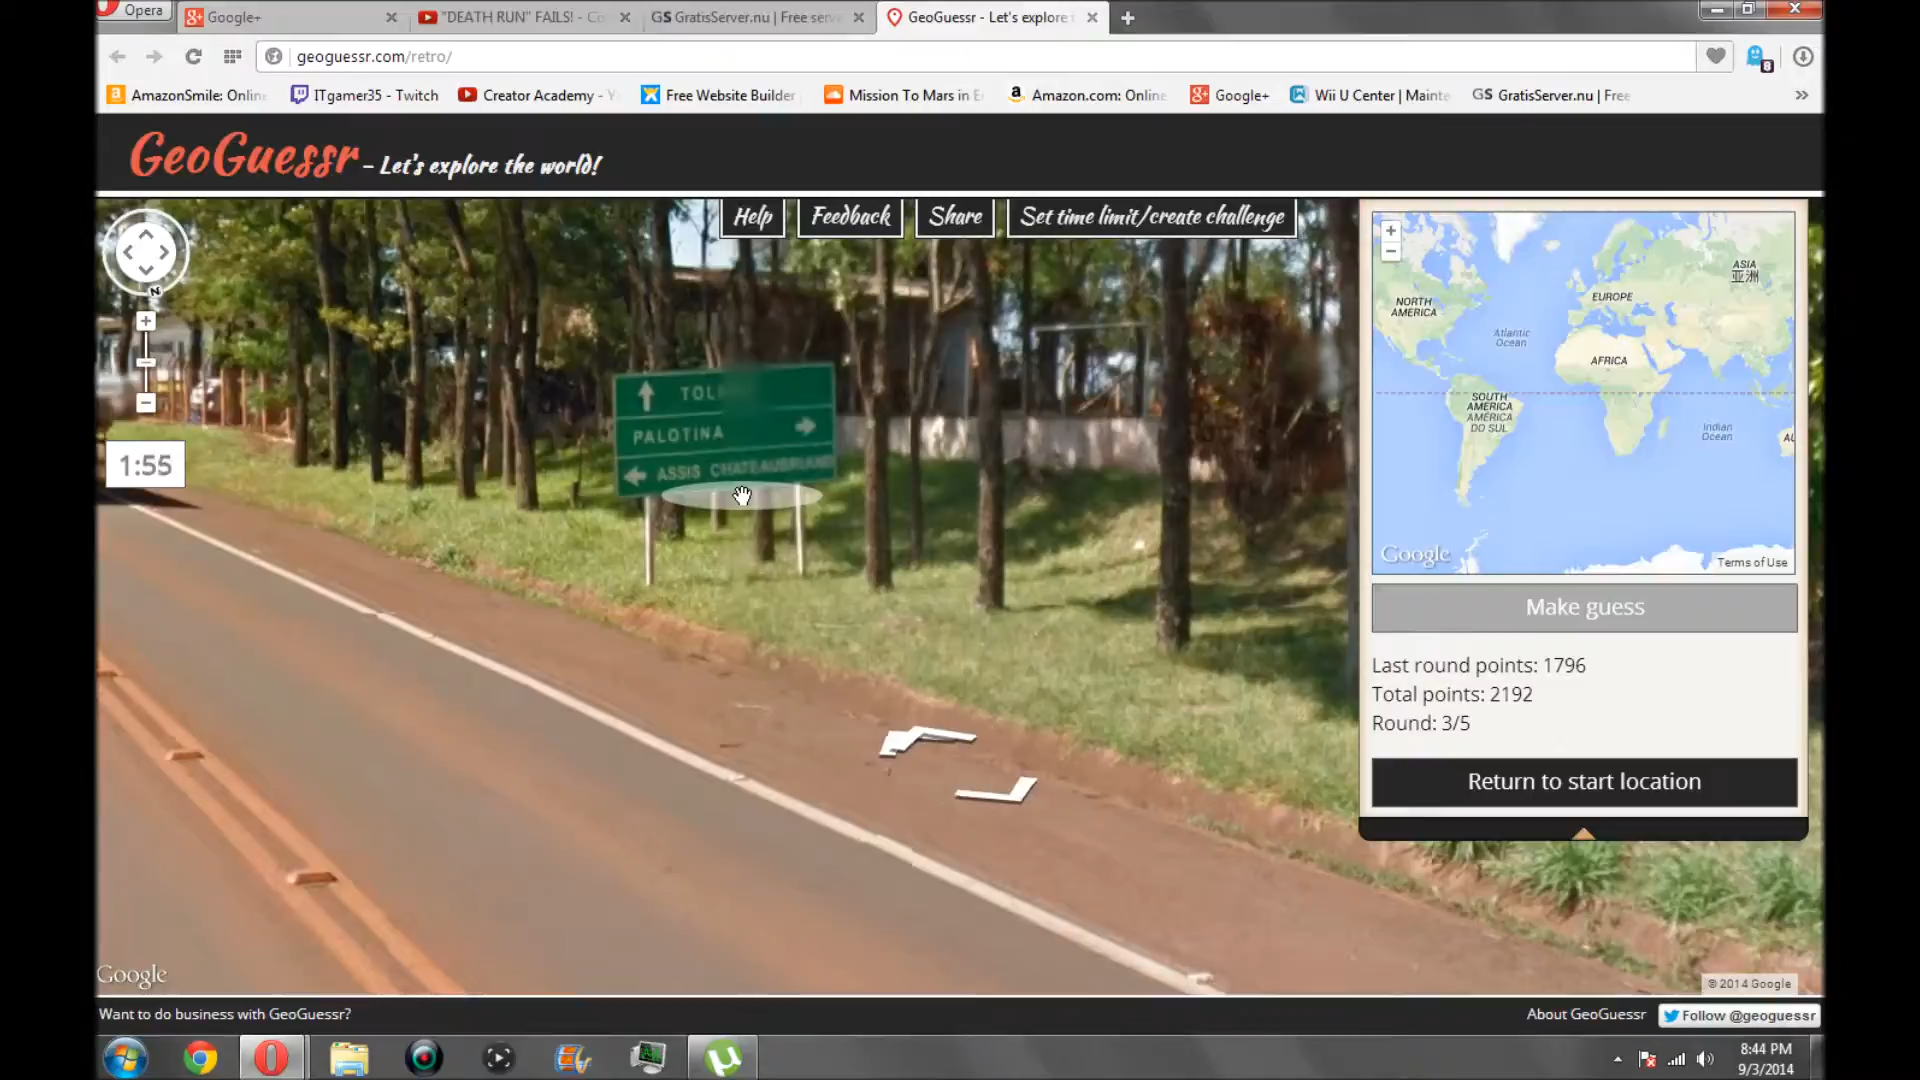 Opera
Google+
"DEATH RUN" FAILS! - Co
GS GratisServer.nu | Free serv
GeoGuessr - Let's explore t
geoguessr.com/retro/
8
AmazonSmile: Onlin
ITgamer35 - Twitch
Creator Academy - Y
Free Website Builder
Mission To Mars in E
Amazon.com: Online
Google+
Wii U Center | Mainte
GS GratisServer.nu | Free
GeoGuessr - Let's explore the world!
Help
Feedback
Share
Set time limit/create challenge
N
1:55
TOL
PALOTINA
ASSIS CHATEAUBRIAND
NORTH AMERICA
ASIA
亚洲
EUROPE
Atlantic Ocean
AFRICA
SOUTH AMERICA
AMÉRICA DO SUL
Indian Ocean
AU
Google
Terms of Use
Make guess
Last round points: 1796
Total points: 2192
Round: 3/5
Return to start location
Google
© 2014 Google
Want to do business with GeoGuessr?
About GeoGuessr
Follow @geoguessr
8:44 PM
9/3/2014